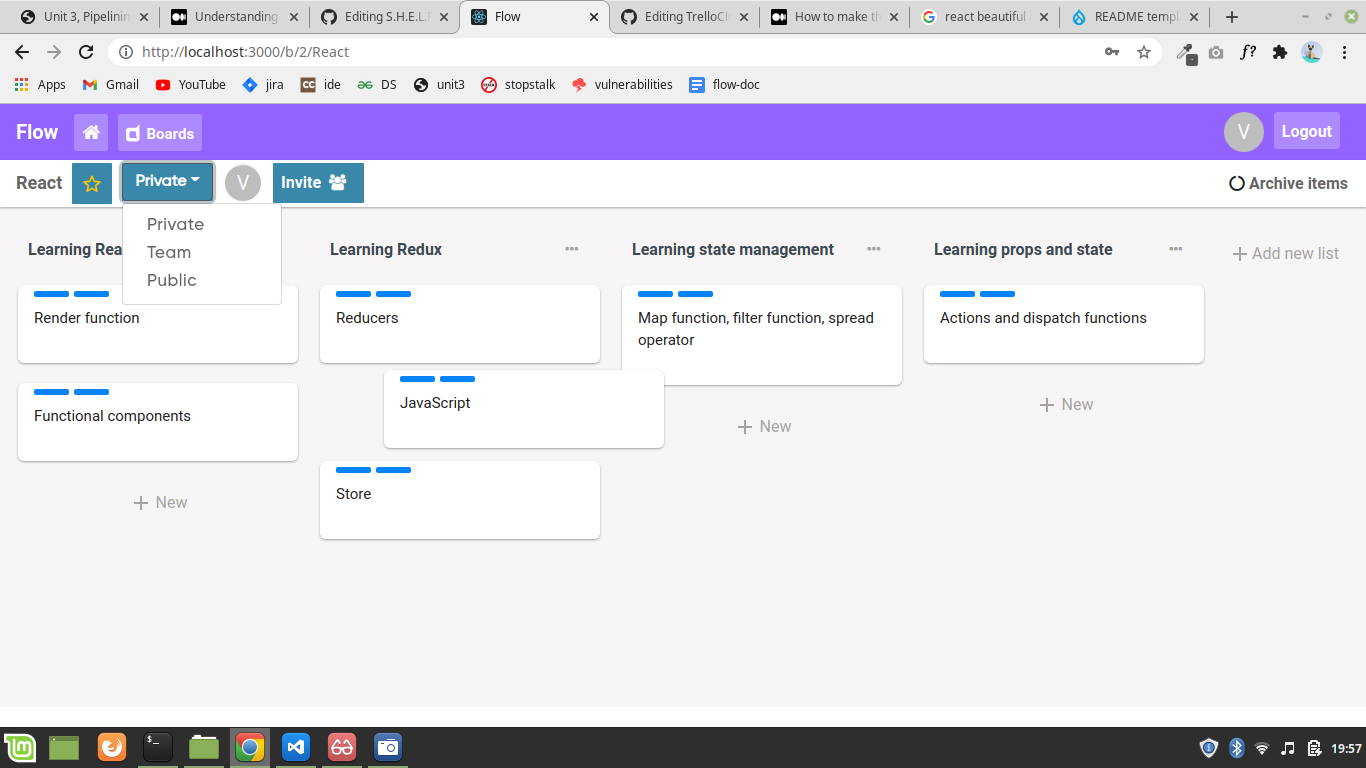 Unit 3, Pipelinin
Understanding
Editing S.H.E.L.
Flow
Editing TrelloCl
How to make th
react beautiful
README templ
http://localhost:3000/b/2/React
f?
Apps
Gmail
YouTube
jira
CC
ide
DS
unit3
stopstalk
vulnerabilities
flow-doc
Flow
Boards
V
Logout
React
Private
V
Invite
Archive items
Private
Team
Public
Learning Rea
Learning Redux
Learning state management
Learning props and state
Add new list
Render function
Functional components
New
Reducers
JavaScript
Store
Map function, filter function, spread
operator
New
Actions and dispatch functions
New
19:57